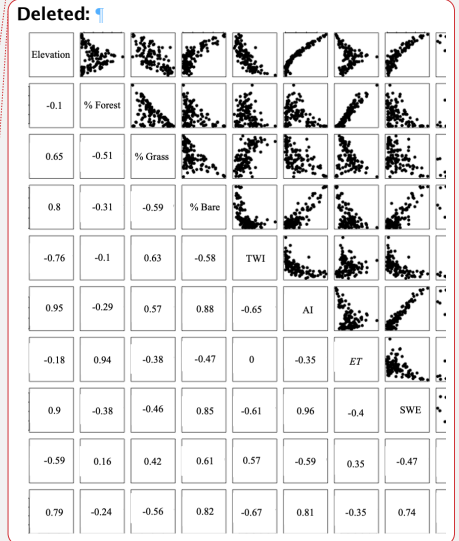 Deleted: ¶
Elevation
-0.1 % Forest
0.65 -0.51 % Grass
0.8 -0.31 -0.59 % Bare
-0.76 -0.1 0.63 -0.58 TWI
0.95 -0.29 0.57 0.88 -0.65 AI
-0.18 0.94 -0.38 -0.47 0 -0.35 ET
0.9 -0.38 -0.46 0.85 -0.61 0.96 -0.4 SWE
-0.59 0.16 0.42 0.61 0.57 -0.59 0.35 -0.47
0.79 -0.24 -0.56 0.82 -0.67 0.81 -0.35 0.74